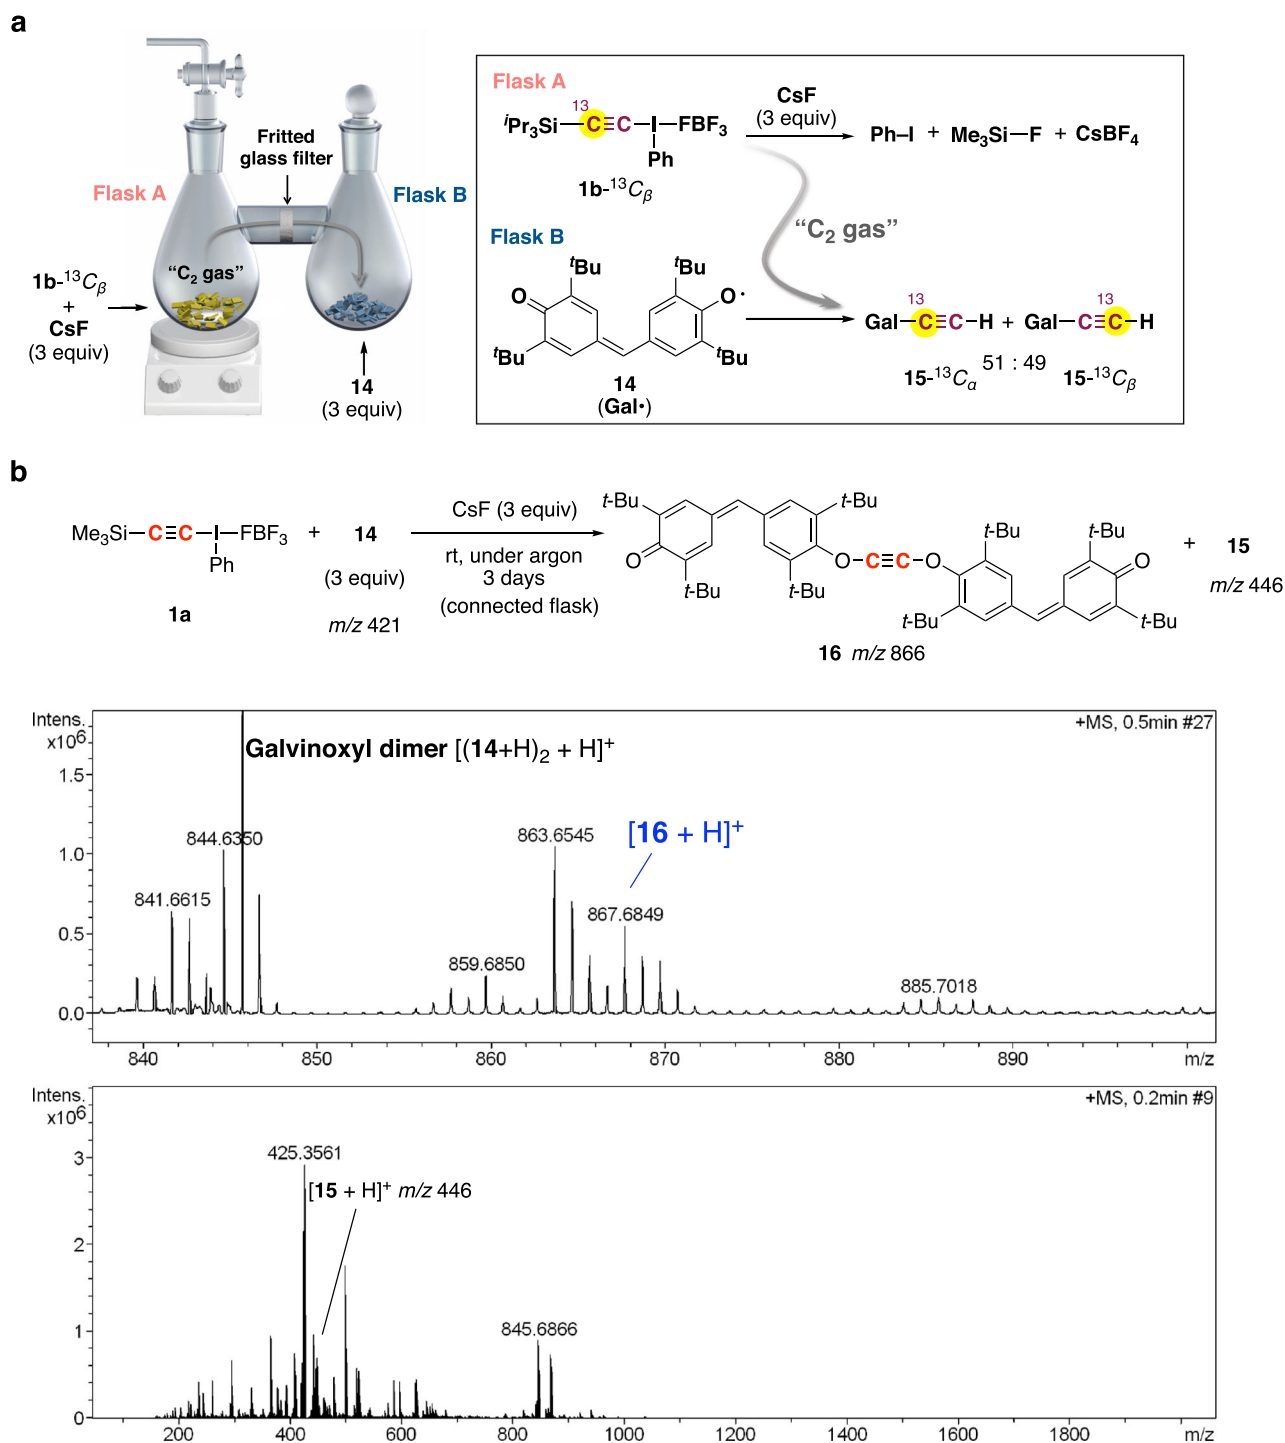 a
Flask A
Fritted
glass filter
Flask B
"C2 gas"
1b-13Cβ
+
CsF
(3 equiv)
14
(3 equiv)
Flask A
13
iPr3Si–C≡C–I–FBF3
Ph
1b-13Cβ
CsF
(3 equiv)
Ph–I + Me3Si–F + CsBF4
"C2 gas"
Flask B
tBu
O
tBu
tBu
O·
tBu
14
(Gal•)
13
Gal–C≡C–H + Gal–C≡C–H
13
51 : 49
15-13Cα
15-13Cβ
b
Me3Si–C≡C–I–FBF3
Ph
1a
+
14
(3 equiv)
m/z 421
CsF (3 equiv)
rt, under argon
3 days
(connected flask)
t-Bu
t-Bu
O
t-Bu
t-Bu
O–C≡C–O
t-Bu
t-Bu
t-Bu
O
t-Bu
16 m/z 866
+
15
m/z 446
Intens.
x10⁶
+MS, 0.5min #27
Galvinoxyl dimer [(14+H)2 + H]+
1.5
1.0
0.5
0.0
841.6615
844.6350
859.6850
863.6545
[16 + H]+
867.6849
885.7018
840 850 860 870 880 890 m/z
Intens.
x10⁶
+MS, 0.2min #9
3
2
1
0
425.3561
[15 + H]+ m/z 446
845.6866
200 400 600 800 1000 1200 1400 1600 1800 m/z